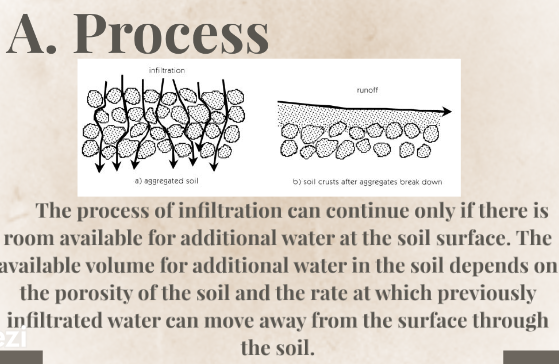 A. Process
infiltration
runoff
a) aggregated soil
b) soil crusts after aggregates break down
The process of infiltration can continue only if there is
room available for additional water at the soil surface. The
available volume for additional water in the soil depends on
the porosity of the soil and the rate at which previously
infiltrated water can move away from the surface through
the soil.
ezi